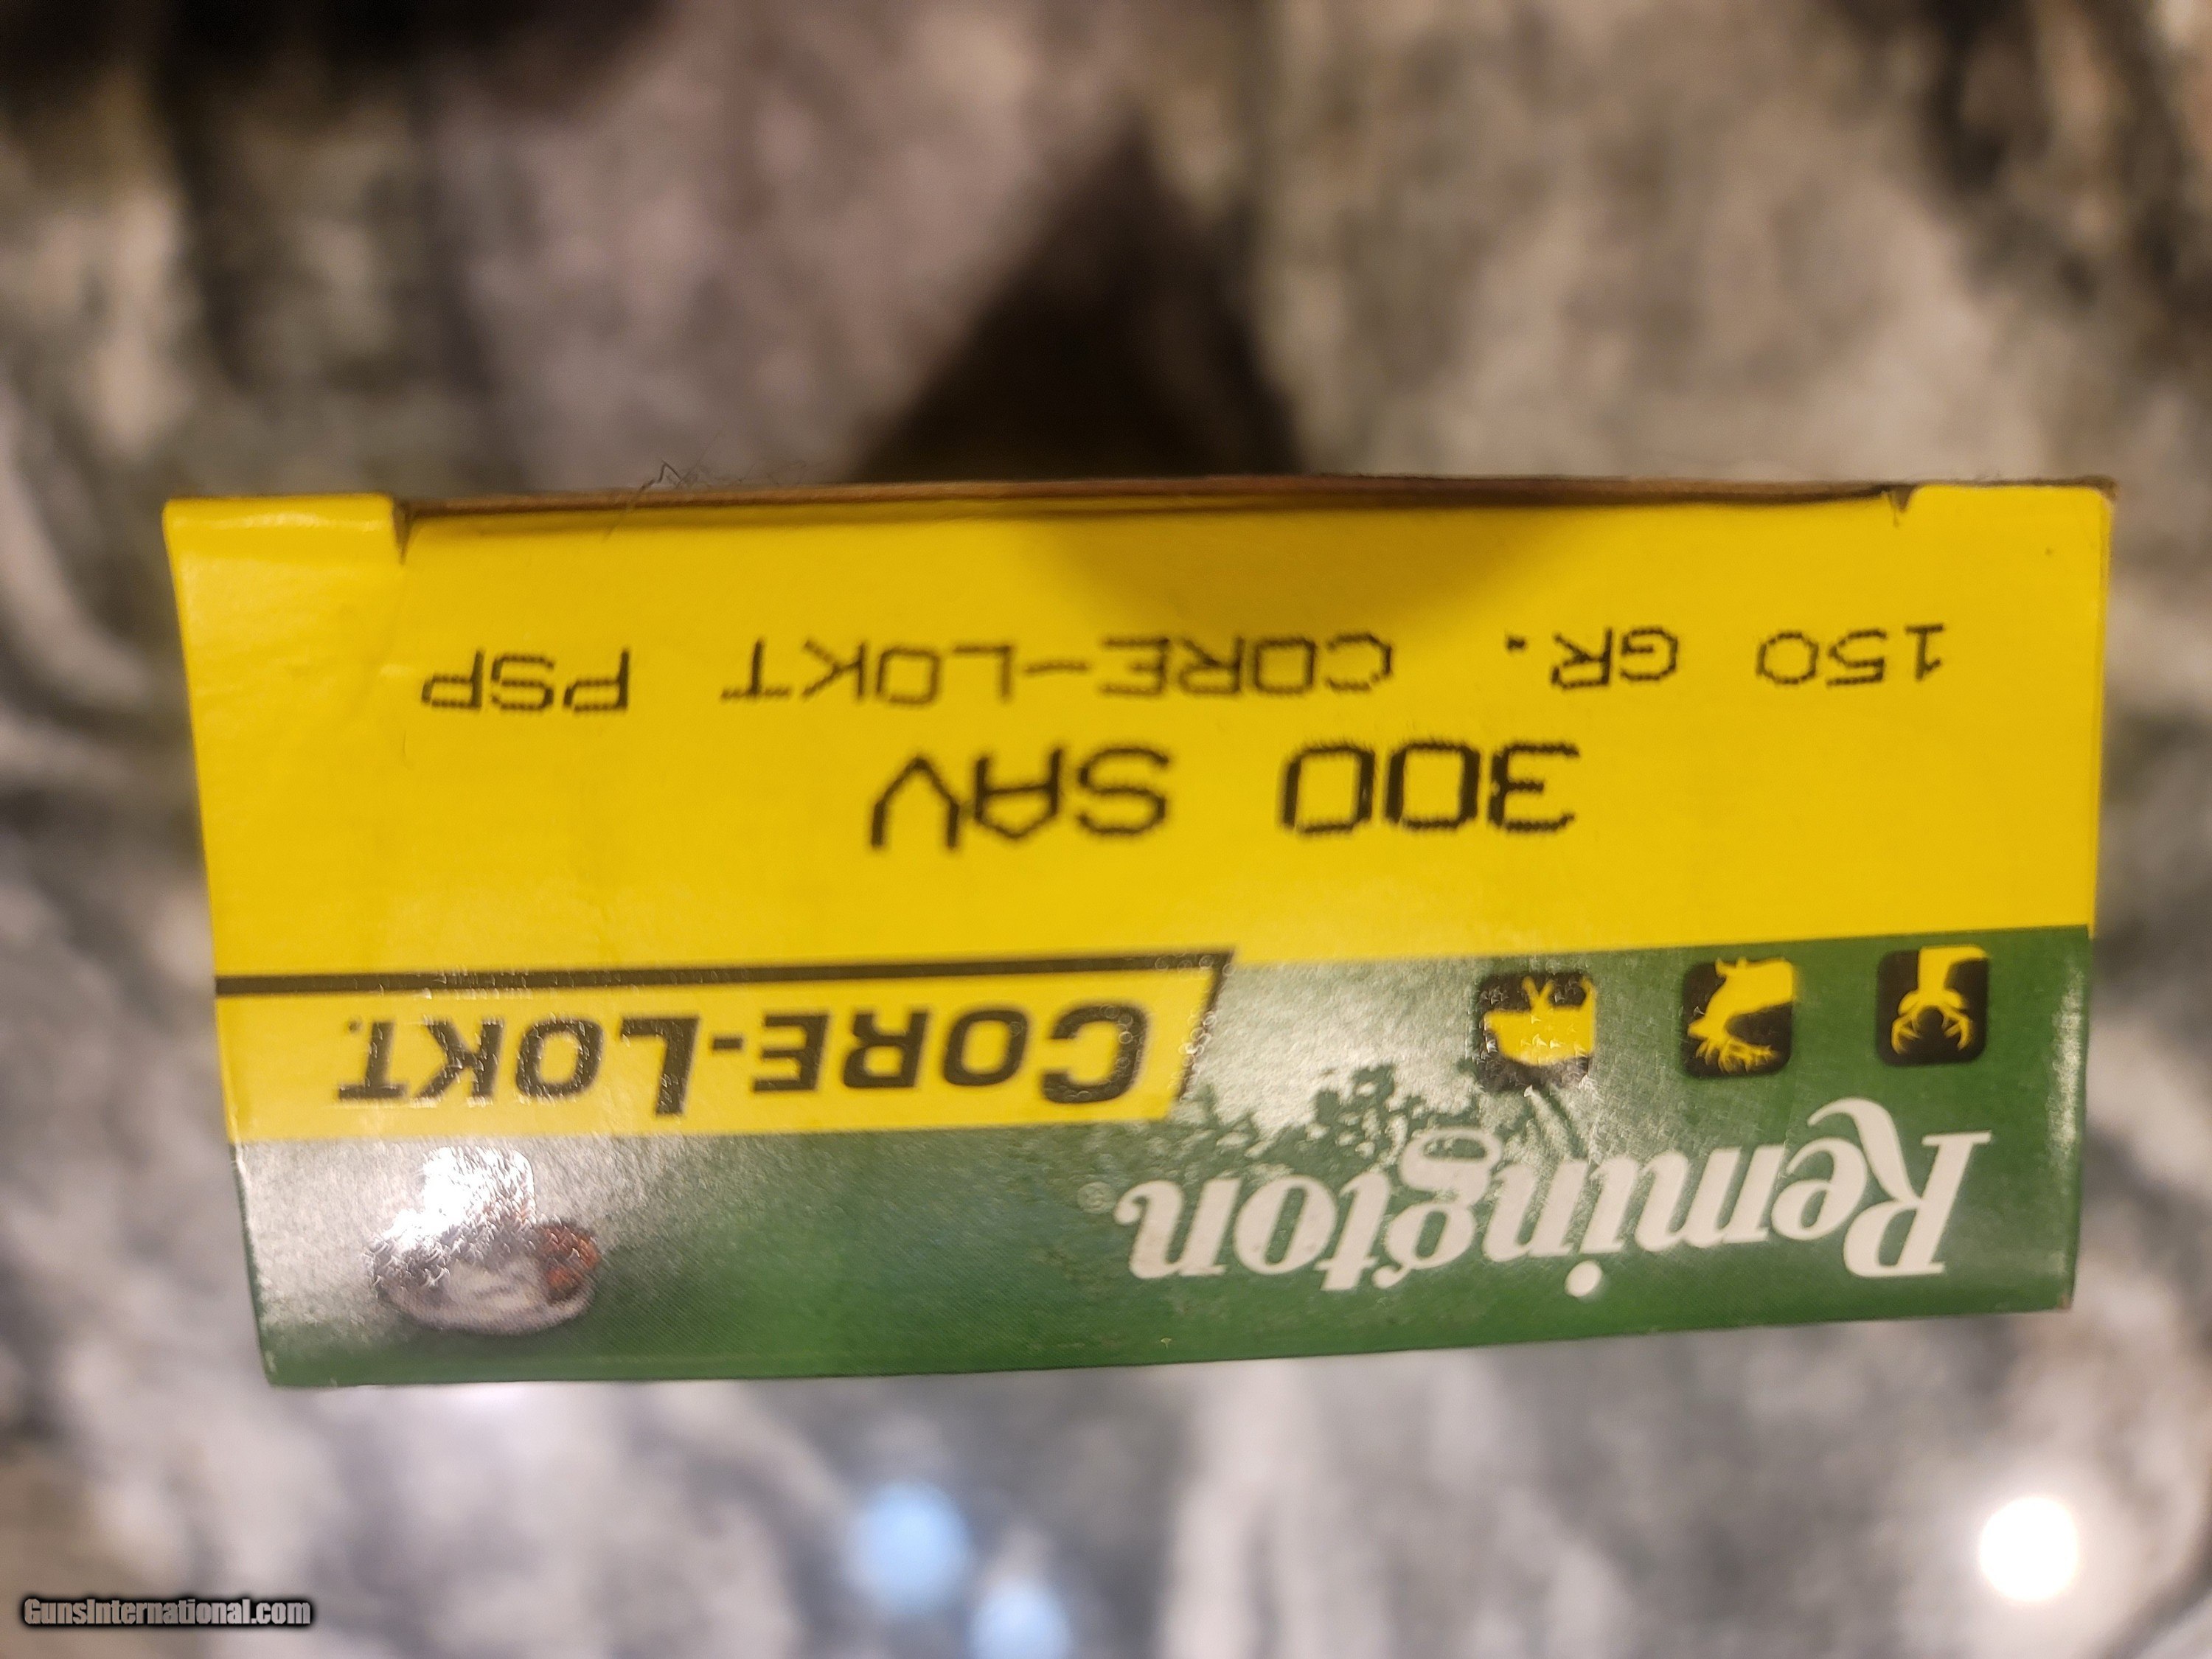 Remington®
CORE-LOKT.
300 SAV
150 GR. CORE-LOKT PSP
GunsInternational.com